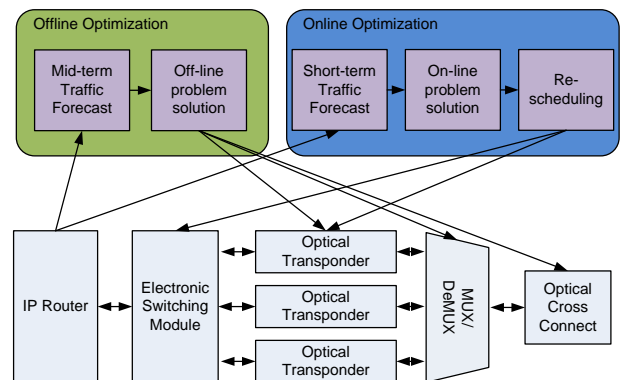 Offline Optimization
Online Optimization
Mid-term
Traffic
Forecast
Off-line
problem
solution
Short-term
Traffic
Forecast
On-line
problem
solution
Re-
scheduling
IP Router
Electronic
Switching
Module
Optical
Transponder
Optical
Transponder
Optical
Transponder
MUX/
DeMUX
Optical
Cross
Connect